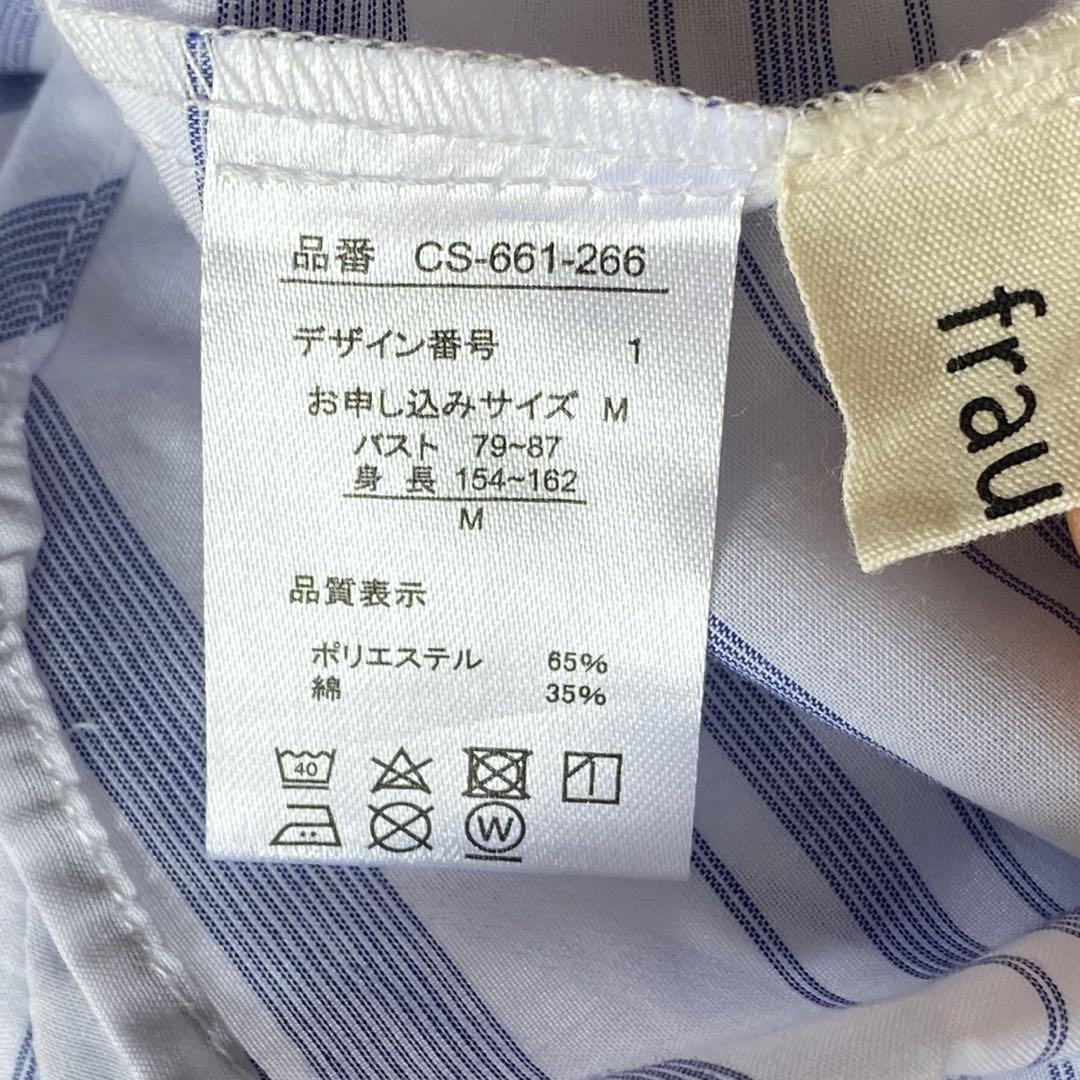 品番 CS-661-266
デザイン番号 1
お申し込みサイズ M
バスト 79~87
身 長 154~162
M
品質表示
ポリエステル 65%
綿 35%
40
W
frau